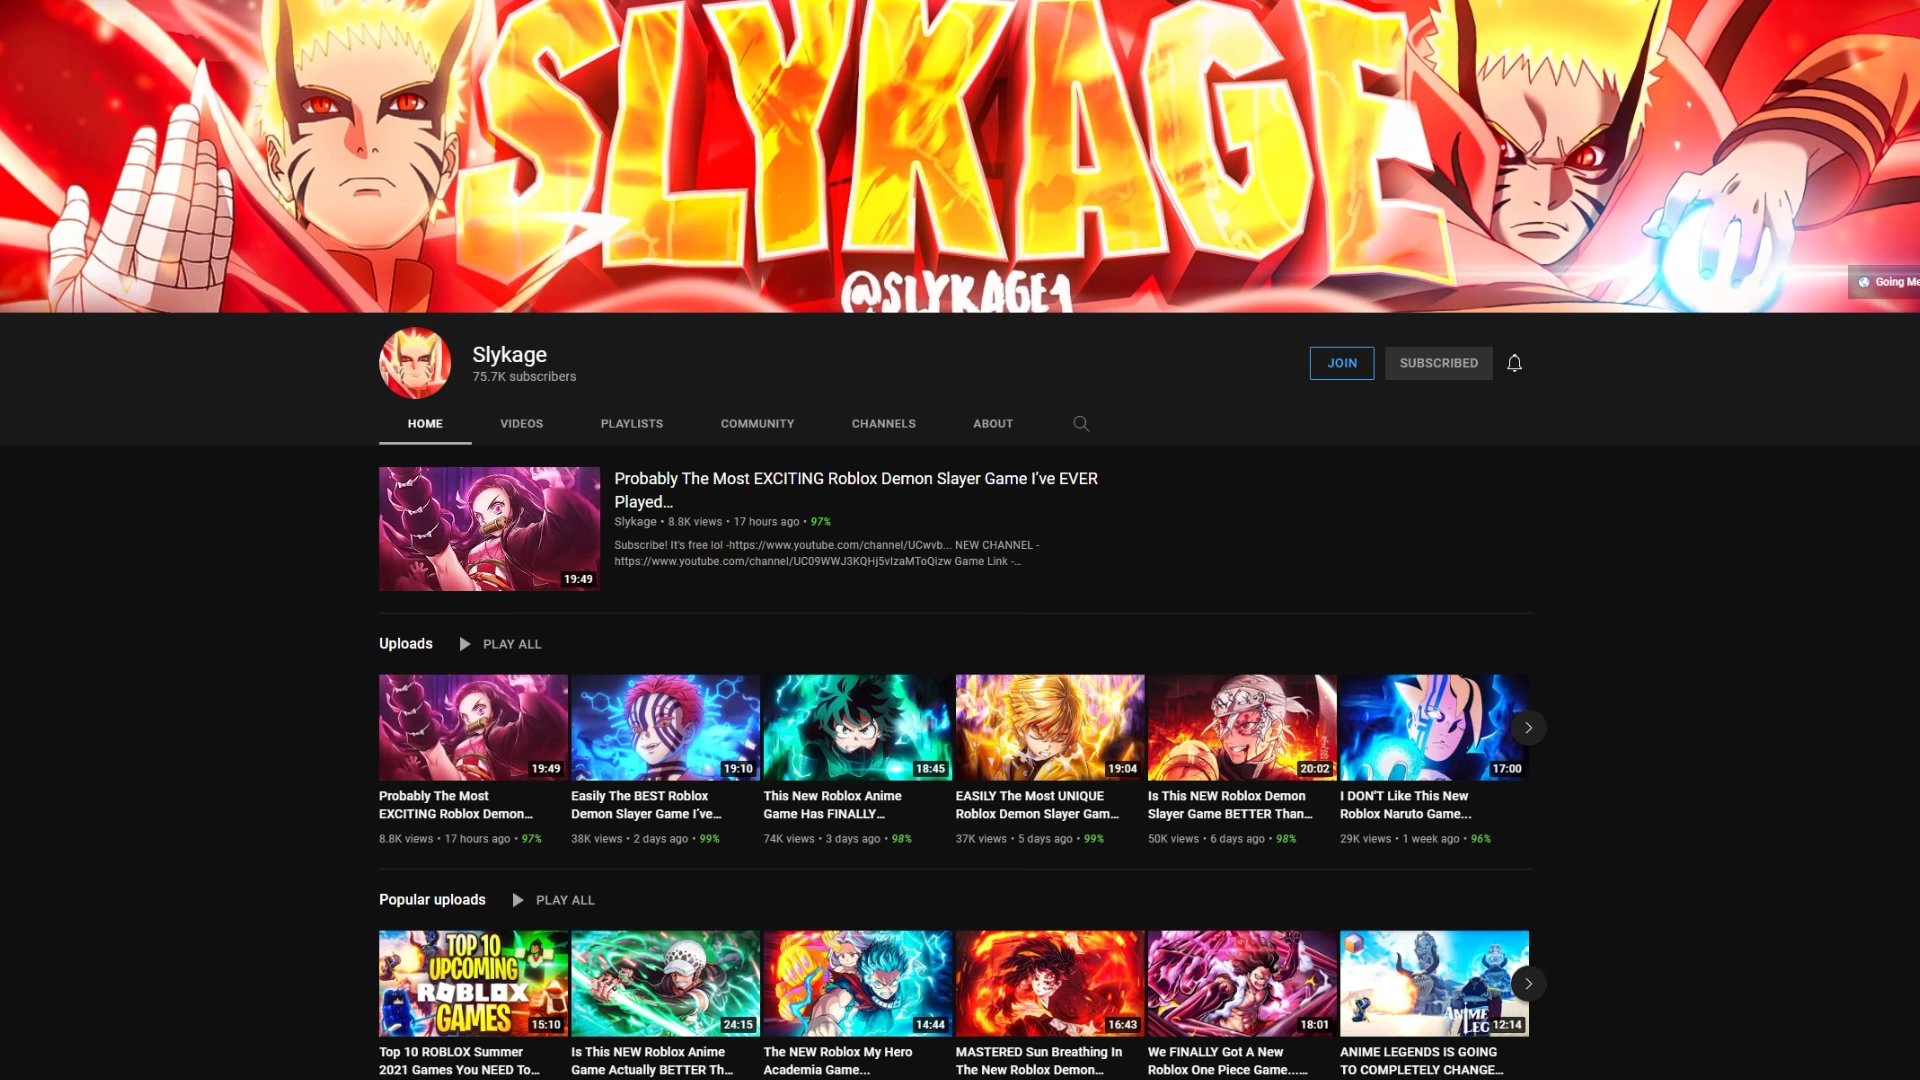 SLYKAGE
@SLYKAGE1
Going Me
Slykage
75.7K subscribers
JOIN
SUBSCRIBED
HOME
VIDEOS
PLAYLISTS
COMMUNITY
CHANNELS
ABOUT
Probably The Most EXCITING Roblox Demon Slayer Game I've EVER
Played...
Slykage • 8.8K views • 17 hours ago • 97%
Subscribe! It's free lol -https://www.youtube.com/channel/UCwvb... NEW CHANNEL -
https://www.youtube.com/channel/UC09WWJ3KQHj5vIzaMToQizw Game Link -...
19:49
Uploads
PLAY ALL
19:49
19:10
18:45
19:04
20:02
17:00
Probably The Most
EXCITING Roblox Demon...
8.8K views • 17 hours ago • 97%
Easily The BEST Roblox
Demon Slayer Game I've...
38K views • 2 days ago • 99%
This New Roblox Anime
Game Has FINALLY...
74K views • 3 days ago • 98%
EASILY The Most UNIQUE
Roblox Demon Slayer Gam...
37K views • 5 days ago • 99%
Is This NEW Roblox Demon
Slayer Game BETTER Than...
50K views • 6 days ago • 98%
I DON'T Like This New
Roblox Naruto Game...
29K views • 1 week ago • 96%
Popular uploads
PLAY ALL
TOP 10
UPCOMING
ROBLOX
GAMES
15:10
24:15
14:44
16:43
18:01
ANIME
LEG
12:14
Top 10 ROBLOX Summer
2021 Games You NEED To...
Is This NEW Roblox Anime
Game Actually BETTER Th...
The NEW Roblox My Hero
Academia Game...
MASTERED Sun Breathing In
The New Roblox Demon...
We FINALLY Got A New
Roblox One Piece Game......
ANIME LEGENDS IS GOING
TO COMPLETELY CHANGE...